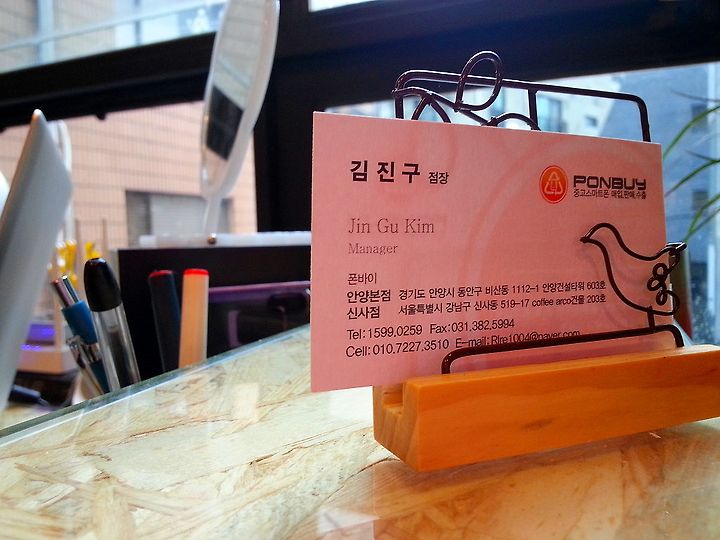 김진구 점장
PONBUY
중고스마트폰 매입,판매,수출
Jin Gu Kim
Manager
폰바이
안양본점 경기도 안양시 동안구 비산동 1112-1 안양건설타워 603호
신사점 서울특별시 강남구 신사동 519-17 coffee arco건물 203호
Tel:1599.0259 Fax:031.382.5994
Cell:010.7227.3510 E-mail:Rlre1004@naver.com